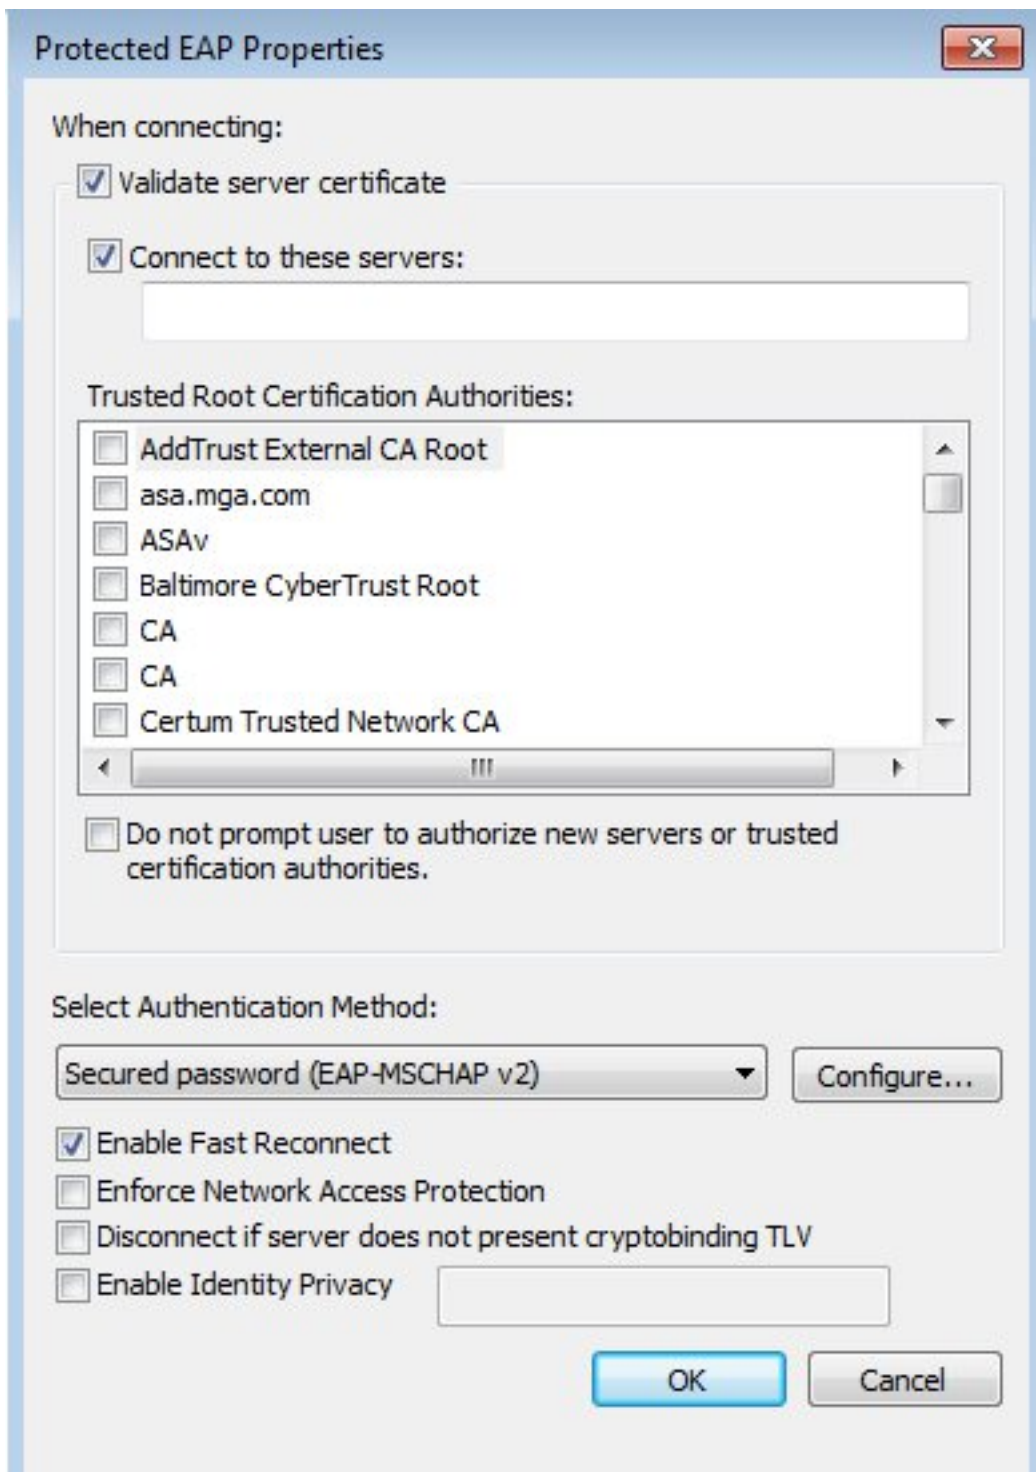 Protected EAP Properties
When connecting:
Validate server certificate
Connect to these servers:
Trusted Root Certification Authorities:
AddTrust External CA Root
asa.mga.com
ASAv
Baltimore CyberTrust Root
CA
CA
Certum Trusted Network CA
Do not prompt user to authorize new servers or trusted
certification authorities.
Select Authentication Method:
Secured password (EAP-MSCHAP v2)
Configure...
Enable Fast Reconnect
Enforce Network Access Protection
Disconnect if server does not present cryptobinding TLV
Enable Identity Privacy
OK
Cancel